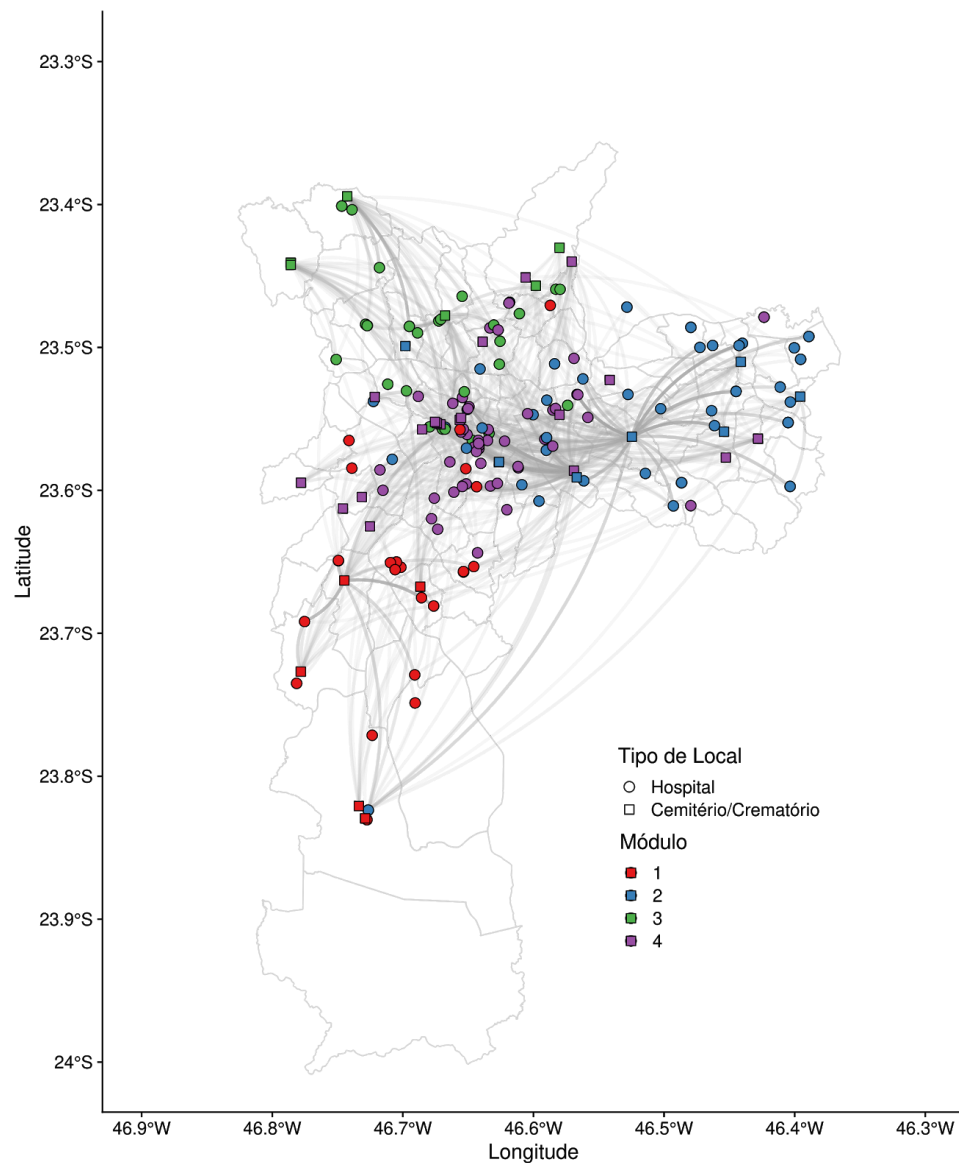 23.3°S
23.4°S
23.5°S
23.6°S
23.7°S
23.8°S
23.9°S
24°S
Latitude
Tipo de Local
Hospital
Cemitério/Crematório
Módulo
1
2
3
4
46.9°W 46.8°W 46.7°W 46.6°W 46.5°W 46.4°W 46.3°W
Longitude